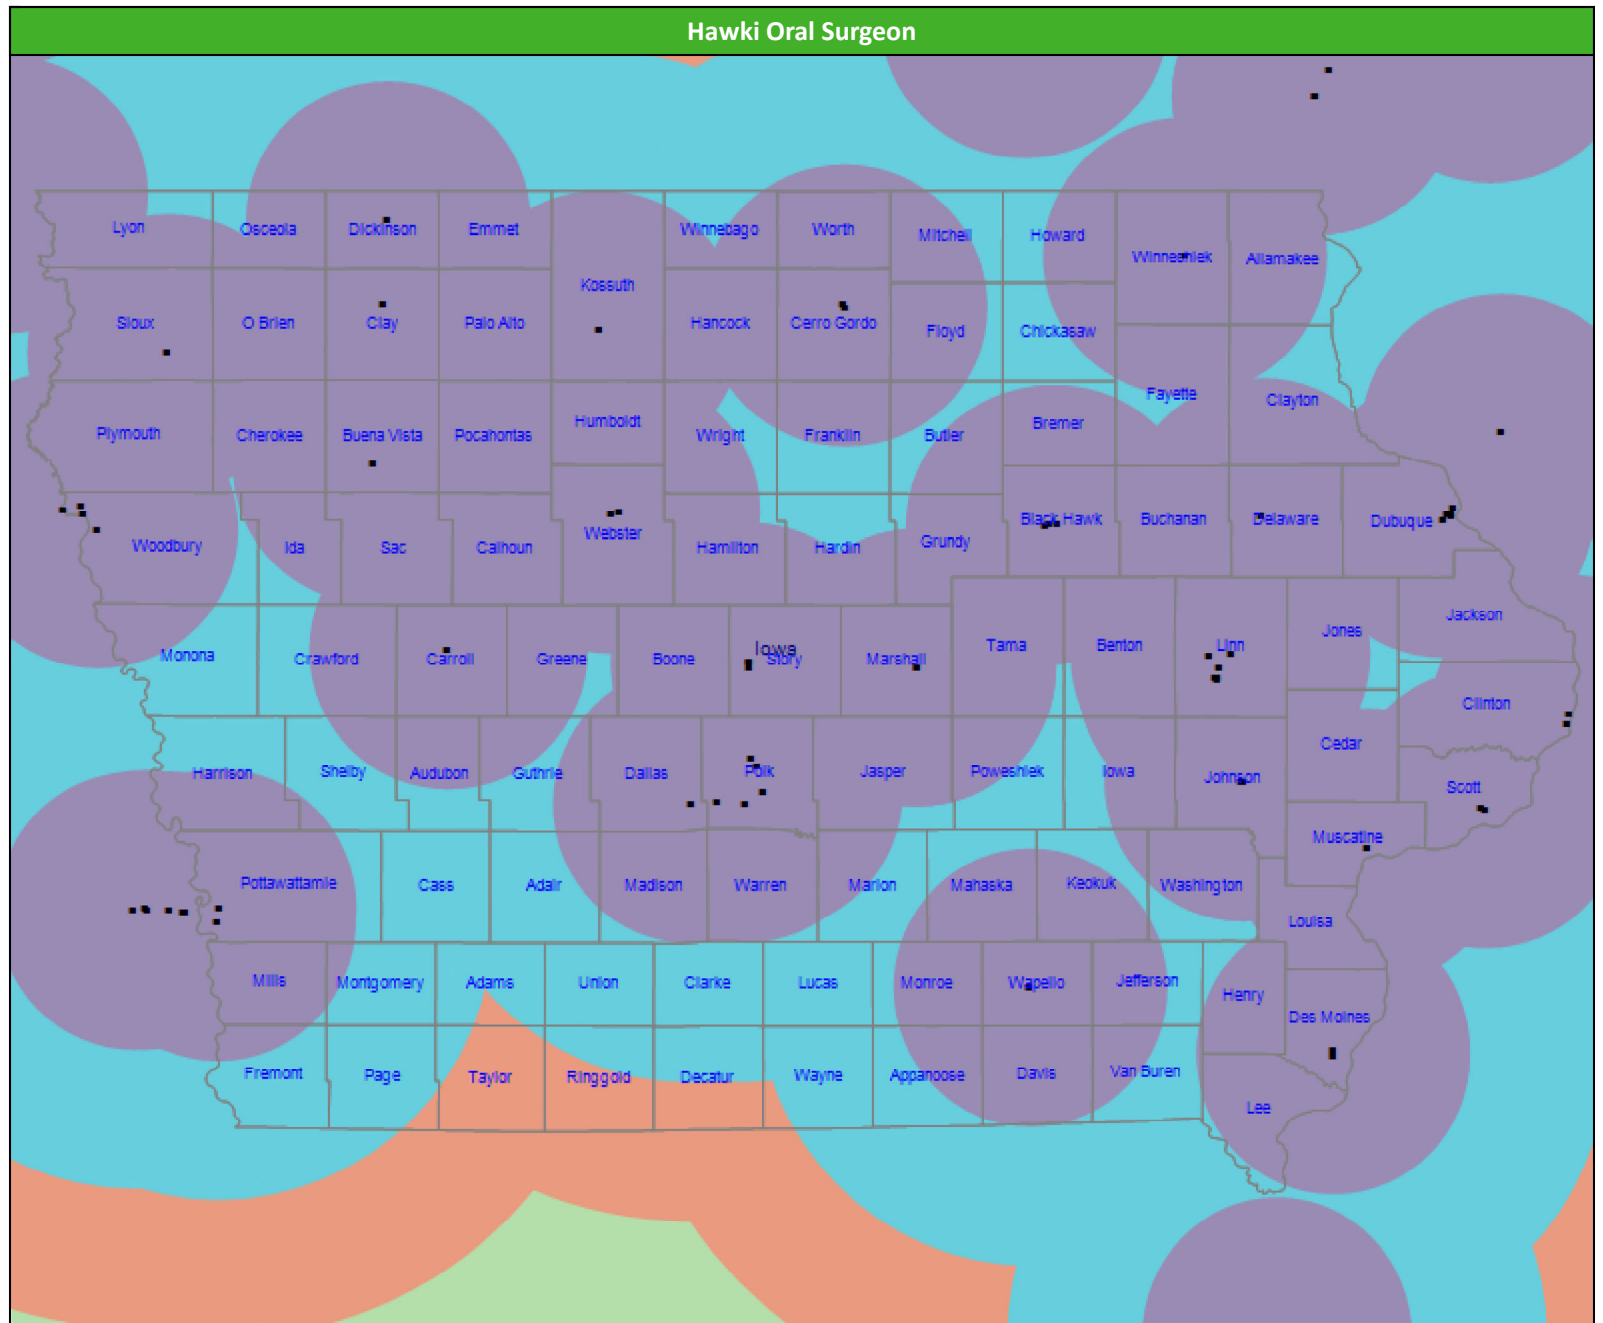 Hawki Oral Surgeon
Lyon Osceola Dickinson Emmet Winnebago Worth Mitchell Howard
Winneshiek Allamakee
Kossuth
Sioux O Brien Clay Palo Alto Hancock Cerro Gordo Floyd Chickasaw
Fayette Clayton
Plymouth Cherokee Buena Vista Pocahontas Humboldt Wright Franklin Butler Bremer
Woodbury Ida Sac Calhoun Webster Hamilton Hardin Grundy Black Hawk Buchanan Delaware Dubuque
Jackson
Monona Crawford Carroll Greene Boone Story Marshall Tama Benton Linn Jones
Iowa
Clinton
Harrison Shelby Audubon Guthrie Dallas Polk Jasper Poweshiek Iowa Johnson Cedar
Scott
Muscatine
Pottawattamie Cass Adair Madison Warren Marion Mahaska Keokuk Washington
Louisa
Mills Montgomery Adams Union Clarke Lucas Monroe Wapello Jefferson Henry
Des Moines
Fremont Page Taylor Ringgold Decatur Wayne Appanoose Davis Van Buren
Lee